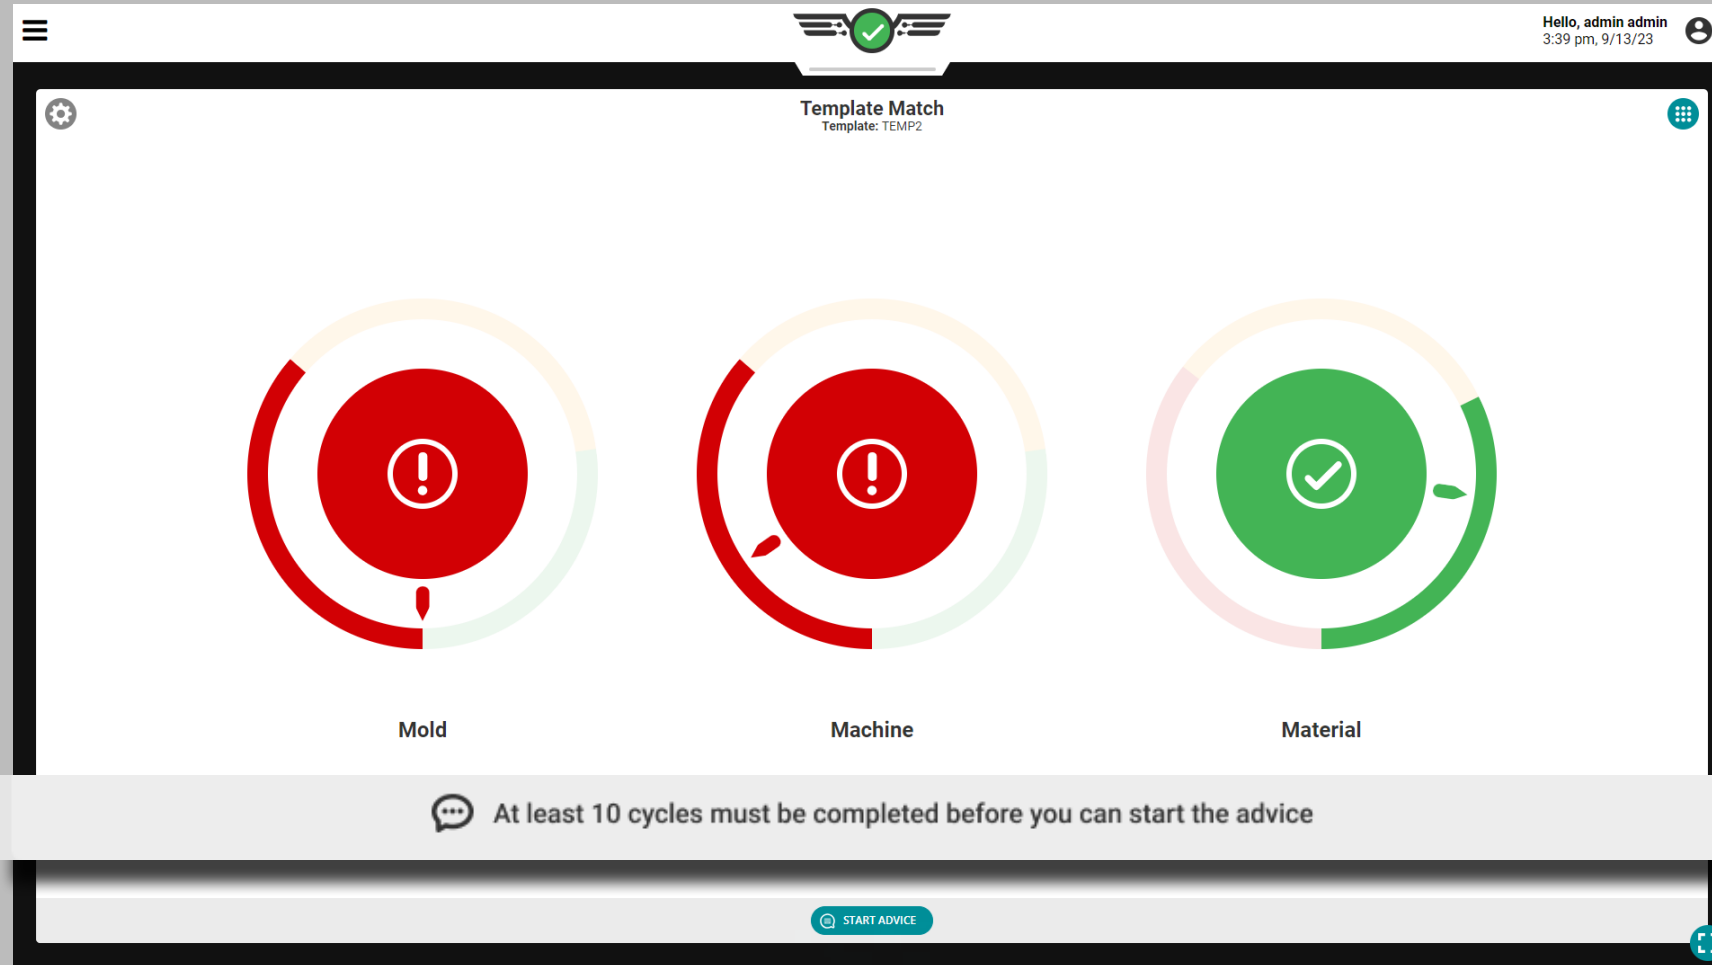 Hello, admin admin
3:39 pm, 9/13/23
Template Match
Template: TEMP2
Mold
Machine
Material
At least 10 cycles must be completed before you can start the advice
START ADVICE